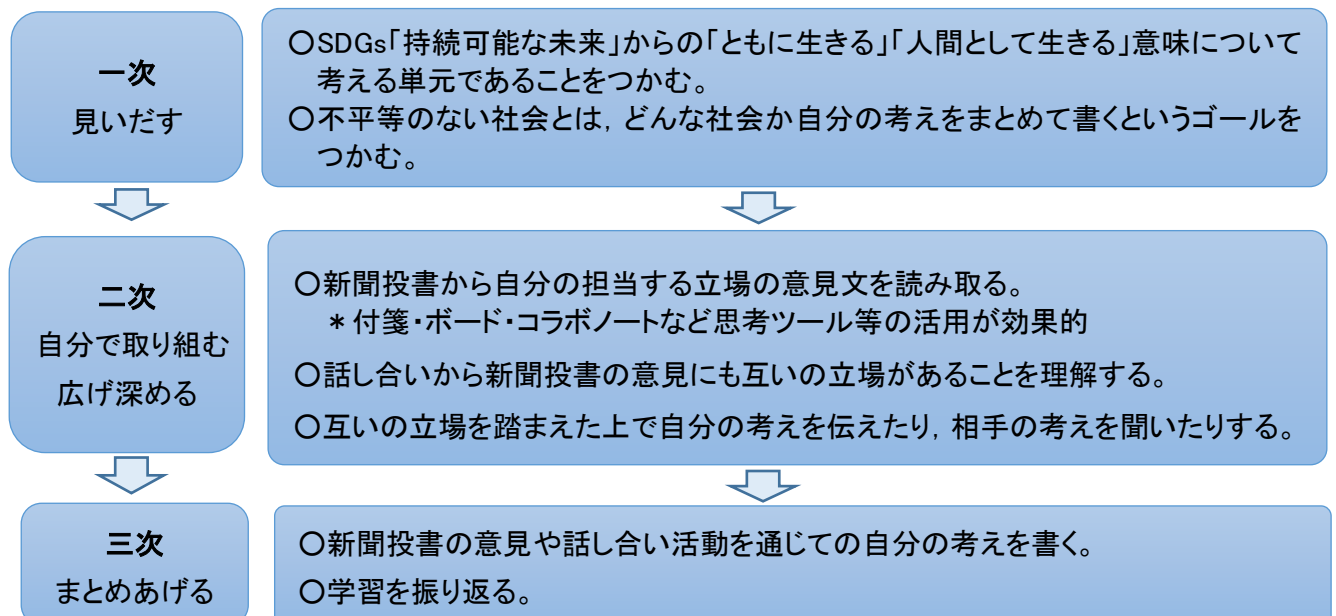 一次
見いだす
○SDGs「持続可能な未来」からの「ともに生きる」「人間として生きる」意味について
考える単元であることをつかむ。
○不平等のない社会とは，どんな社会か自分の考えをまとめて書くというゴールを
つかむ。
二次
自分で取り組む
広げ深める
○新聞投書から自分の担当する立場の意見文を読み取る。
＊付箋・ボード・コラボノートなど思考ツール等の活用が効果的
○話し合いから新聞投書の意見にも互いの立場があることを理解する。
○互いの立場を踏まえた上で自分の考えを伝えたり，相手の考えを聞いたりする。
三次
まとめあげる
○新聞投書の意見や話し合い活動を通じての自分の考えを書く。
○学習を振り返る。